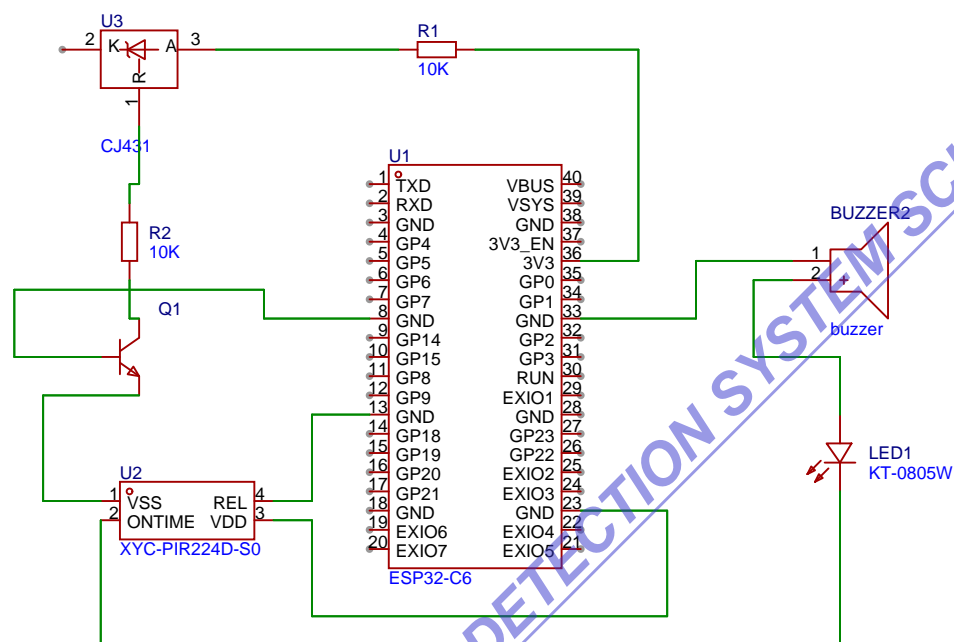 U3
2 K A 3
R
1
CJ431
R1
10K
R2
10K
Q1
U1
1 TXD VBUS 40
2 RXD VSYS 39
3 GND GND 38
4 GP4 3V3_EN 37
5 GP5 3V3 36
6 GP6 GP0 35
7 GP7 GP1 34
8 GND GND 33
9 GP14 GP2 32
10 GP15 GP3 31
11 GP8 RUN 30
12 GP9 EXIO1 29
13 GND GND 28
14 GP18 GP23 27
15 GP19 GP22 26
16 GP20 EXIO2 25
17 GP21 EXIO3 24
18 GND GND 23
19 EXIO6 EXIO4 22
20 EXIO7 EXIO5 21
ESP32-C6
BUZZER2
1
2 +
buzzer
LED1
KT-0805W
U2
1 VSS REL 4
2 ONTIME VDD 3
XYC-PIR224D-S0
DETECTION SYSTEM SC